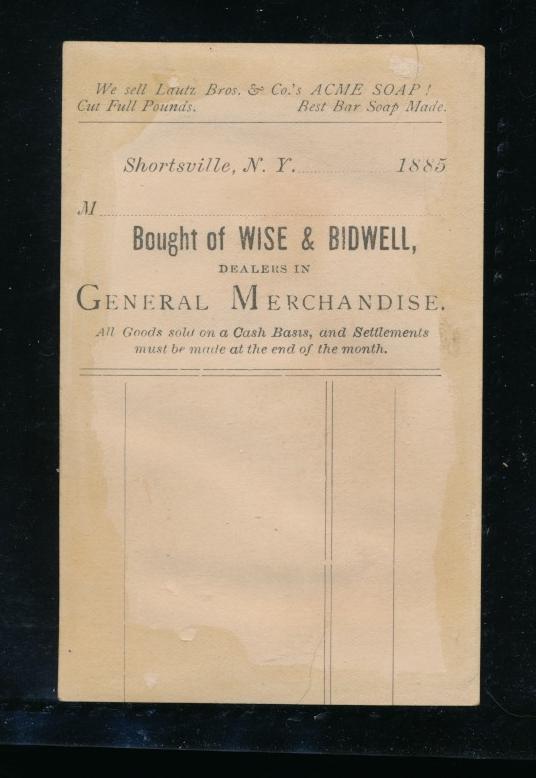 We sell Lautz Bros. & Co.'s ACME SOAP!
Cut Full Pounds. Best Bar Soap Made.
Shortsville, N. Y. 1885
M
Bought of WISE & BIDWELL,
DEALERS IN
GENERAL MERCHANDISE.
All Goods sold on a Cash Basis, and Settlements
must be made at the end of the month.